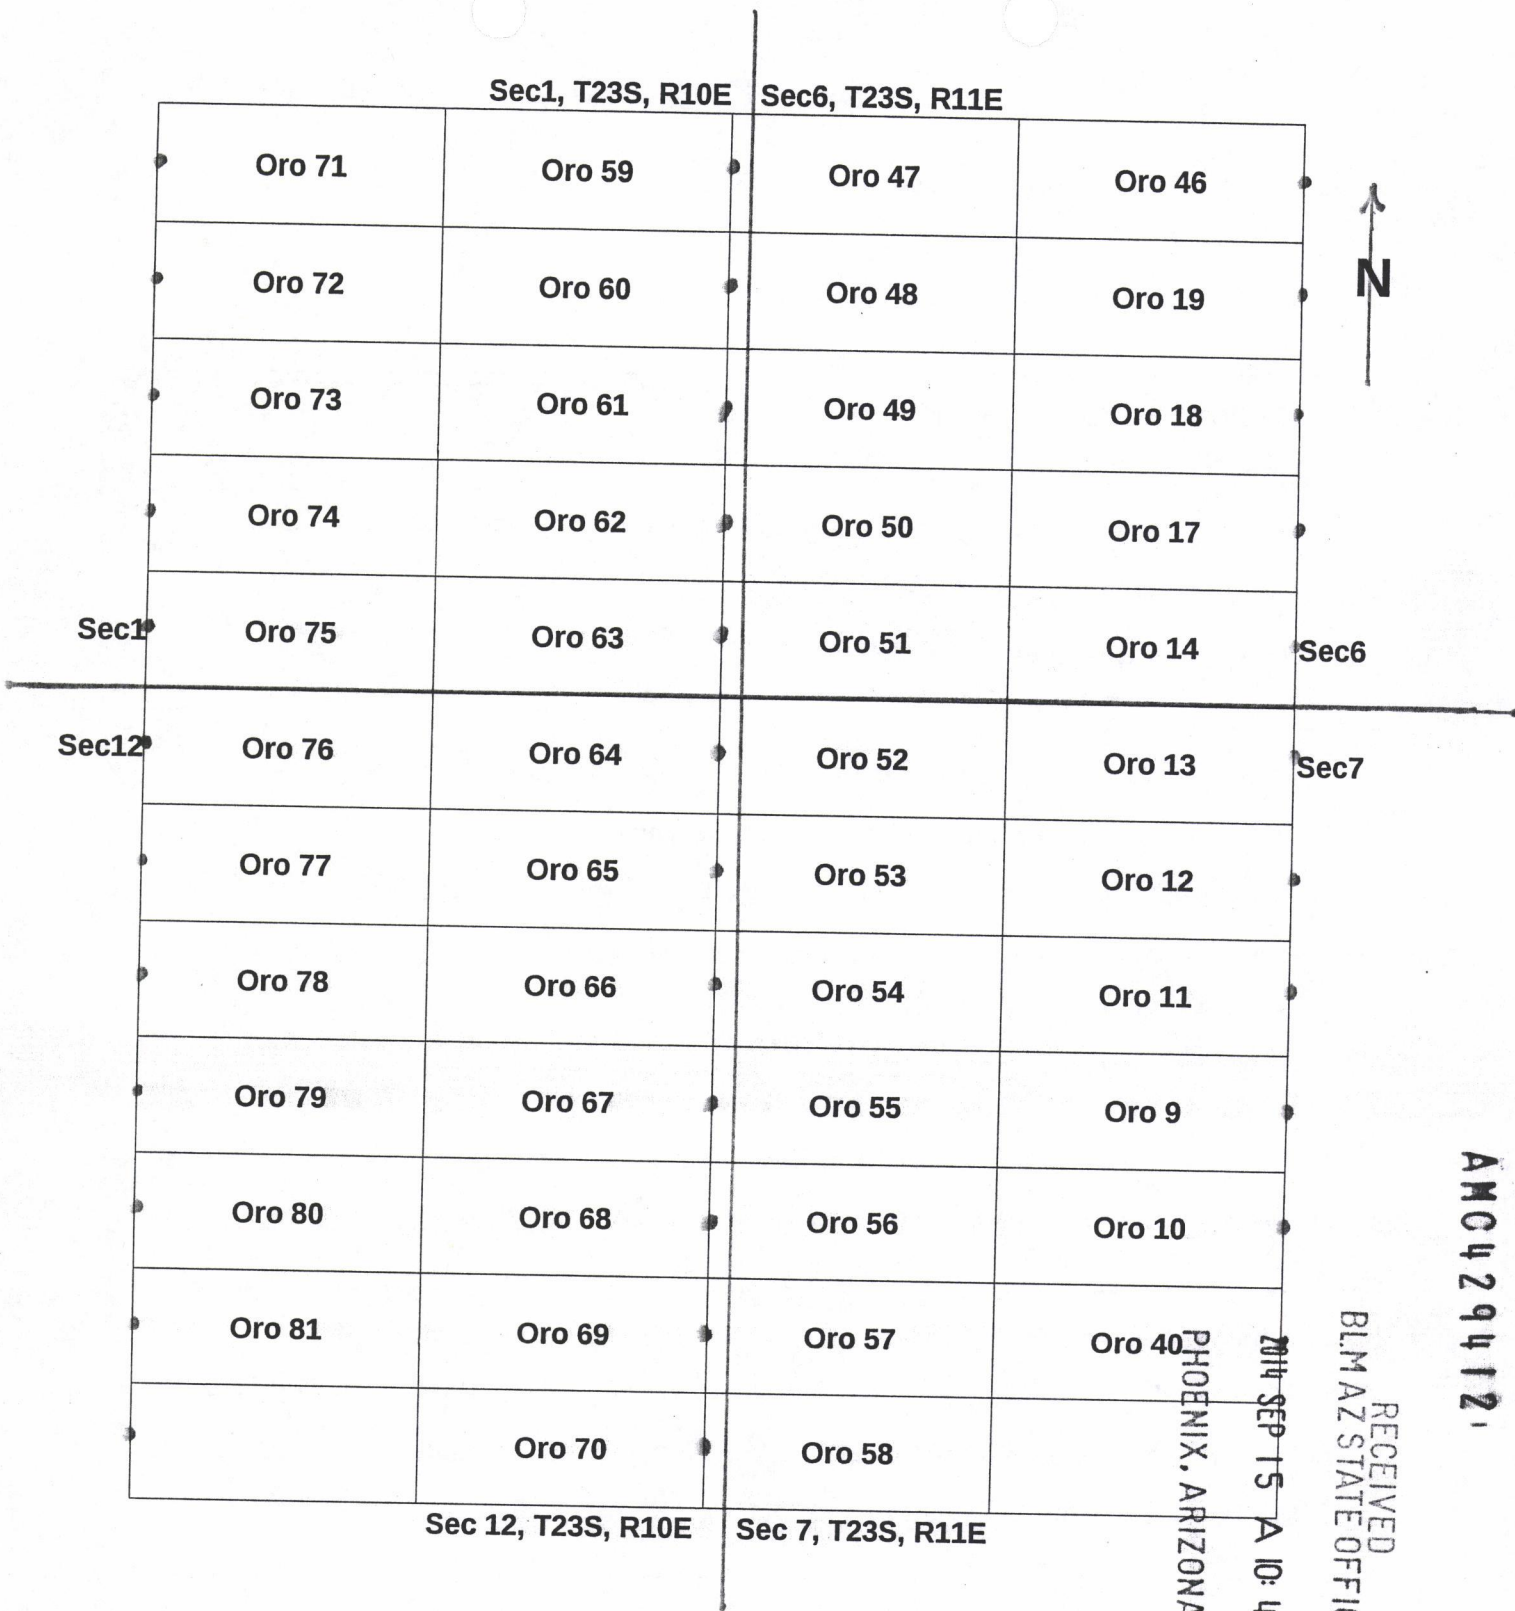 Sec1, T23S, R10E Sec6, T23S, R11E
Oro 71 Oro 59 Oro 47 Oro 46
Oro 72 Oro 60 Oro 48 Oro 19
N
Oro 73 Oro 61 Oro 49 Oro 18
Oro 74 Oro 62 Oro 50 Oro 17
Sec1 Oro 75 Oro 63 Oro 51 Oro 14 Sec6
Sec12 Oro 76 Oro 64 Oro 52 Oro 13 Sec7
Oro 77 Oro 65 Oro 53 Oro 12
Oro 78 Oro 66 Oro 54 Oro 11
Oro 79 Oro 67 Oro 55 Oro 9
Oro 80 Oro 68 Oro 56 Oro 10
Oro 81 Oro 69 Oro 57 Oro 40
Oro 70 Oro 58
Sec 12, T23S, R10E Sec 7, T23S, R11E
AMC429412
RECEIVED
BLM AZ STATE OFFI
2014 SEP 15 A 10: 4
PHOENIX, ARIZONA